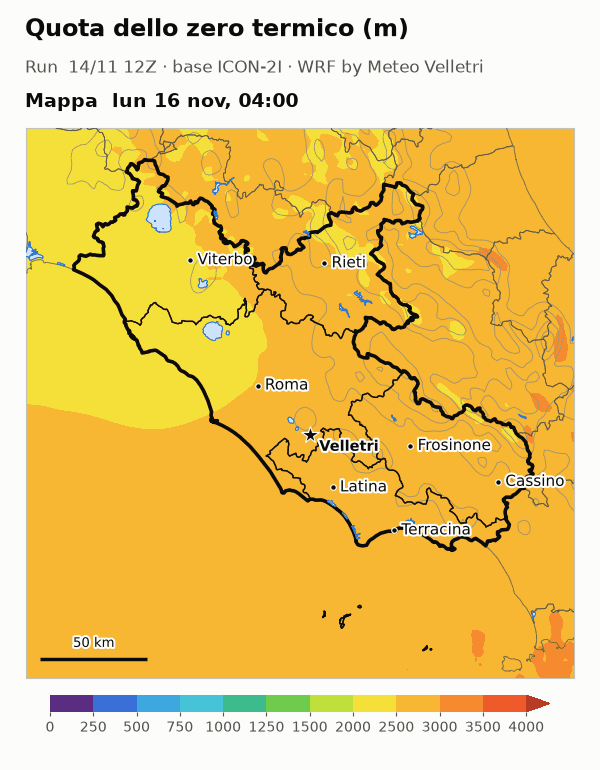 Quota dello zero termico (m)
Run  14/11 12Z · base ICON-2I · WRF by Meteo Velletri
Mappa  lun 16 nov, 04:00
Viterbo
Rieti
Roma
Velletri
Frosinone
Cassino
Latina
Terracina
50 km
0 250 500 750 1000 1250 1500 2000 2500 3000 3500 4000